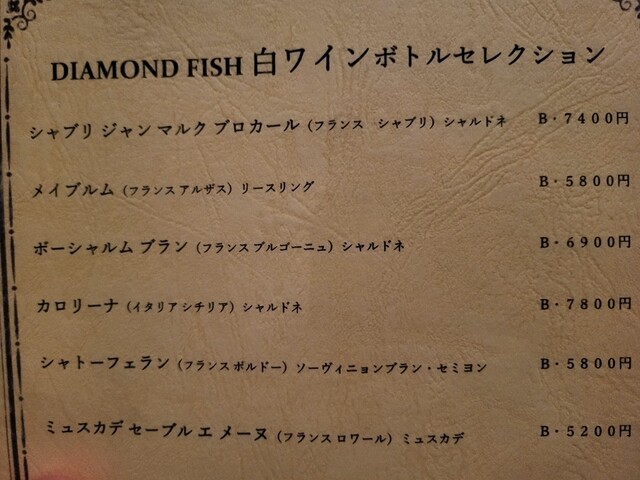 DIAMOND FISH 白ワインボトルセレクション
シャブリ ジャン マルク ブロカール (フランス シャブリ) シャルドネ B・7400円
メイブルム (フランス アルザス) リースリング B・5800円
ボーシャルム ブラン (フランス ブルゴーニュ) シャルドネ B・6900円
カロリーナ (イタリア シチリア) シャルドネ B・7800円
シャトーフェラン (フランス ボルドー) ソーヴィニョンブラン・セミヨン B・5800円
ミュスカデ セーブル エ メーヌ (フランス ロワール) ミュスカデ B・5200円